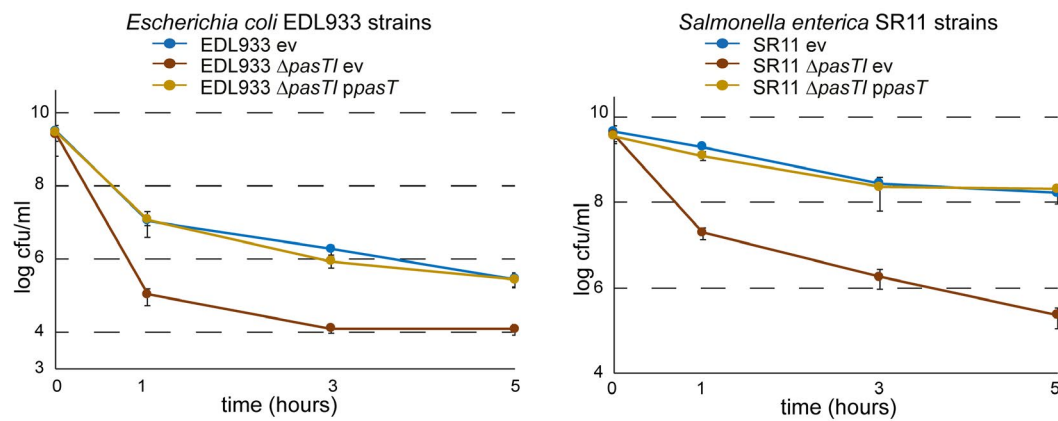 Escherichia coli EDL933 strains
EDL933 ev
EDL933 ΔpasTI ev
EDL933 ΔpasTI ppasT
10
8
6
4
3
log cfu/ml
0 1 3 5
time (hours)
Salmonella enterica SR11 strains
SR11 ev
SR11 ΔpasTI ev
SR11 ΔpasTI ppasT
10
8
6
4
log cfu/ml
0 1 3 5
time (hours)